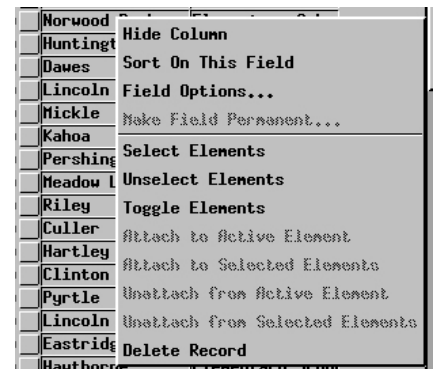 Norwood
Hide Column
Huntingt
Sort On This Field
Dawes
Lincoln
Field Options...
Mickle
Make Field Permanent...
Kahoa
Pershing
Select Elements
Meadow L
Unselect Elements
Riley
Toggle Elements
Culler
Attach to Active Element
Hartley
Attach to Selected Elements
Clinton
Pyrtle
Unattach from Active Element
Lincoln
Unattach from Selected Elements
Eastridg
Delete Record
Hawthorne